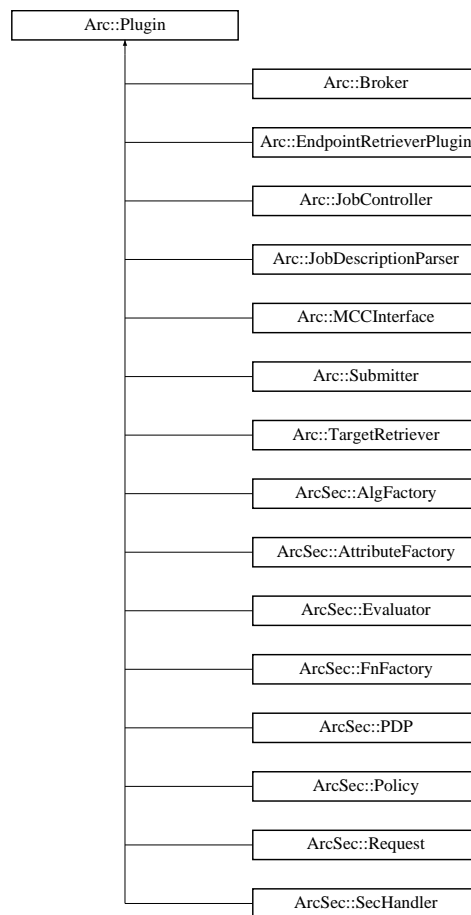 Arc::Plugin
Arc::Broker
Arc::EndpointRetrieverPlugin
Arc::JobController
Arc::JobDescriptionParser
Arc::MCCInterface
Arc::Submitter
Arc::TargetRetriever
ArcSec::AlgFactory
ArcSec::AttributeFactory
ArcSec::Evaluator
ArcSec::FnFactory
ArcSec::PDP
ArcSec::Policy
ArcSec::Request
ArcSec::SecHandler